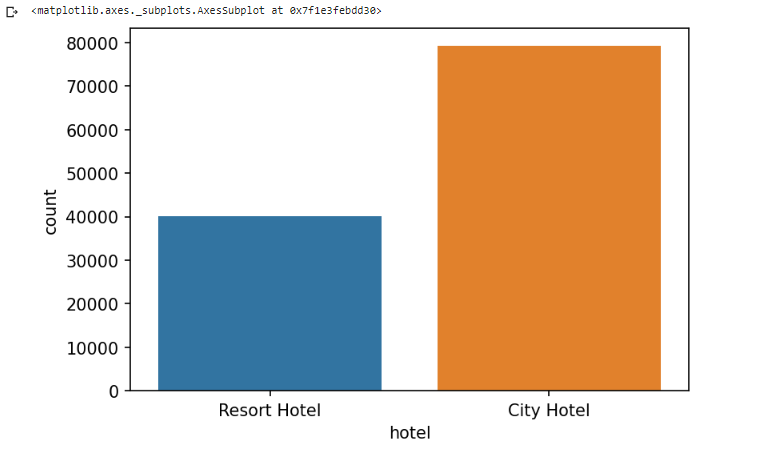 <matplotlib.axes._subplots.AxesSubplot at 0x7f1e3febdd30>
80000
70000
60000
50000
40000
30000
20000
10000
0
count
Resort Hotel City Hotel
hotel